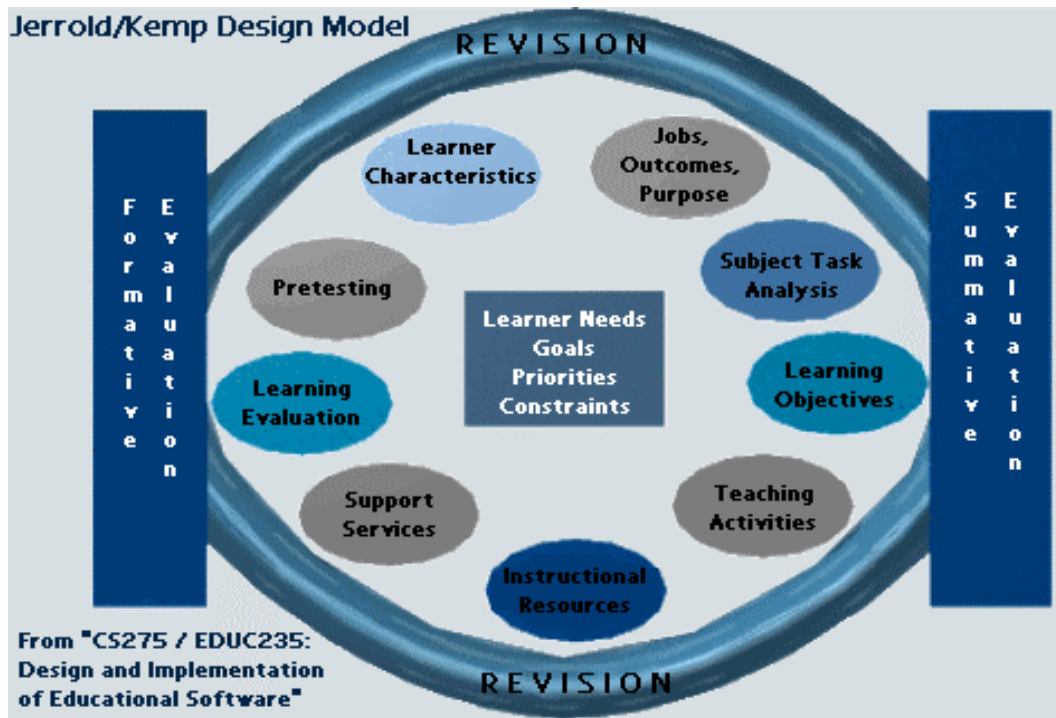 Jerrold/Kemp Design Model
REVISION
Learner
Characteristics
Jobs,
Outcomes,
Purpose
Formative
Evaluation
Summative
Evaluation
Pretesting
Subject Task
Analysis
Learner Needs
Goals
Priorities
Constraints
Learning
Evaluation
Learning
Objectives
Support
Services
Teaching
Activities
Instructional
Resources
From "CS275 / EDUC235:
Design and Implementation
of Educational Software"
REVISION